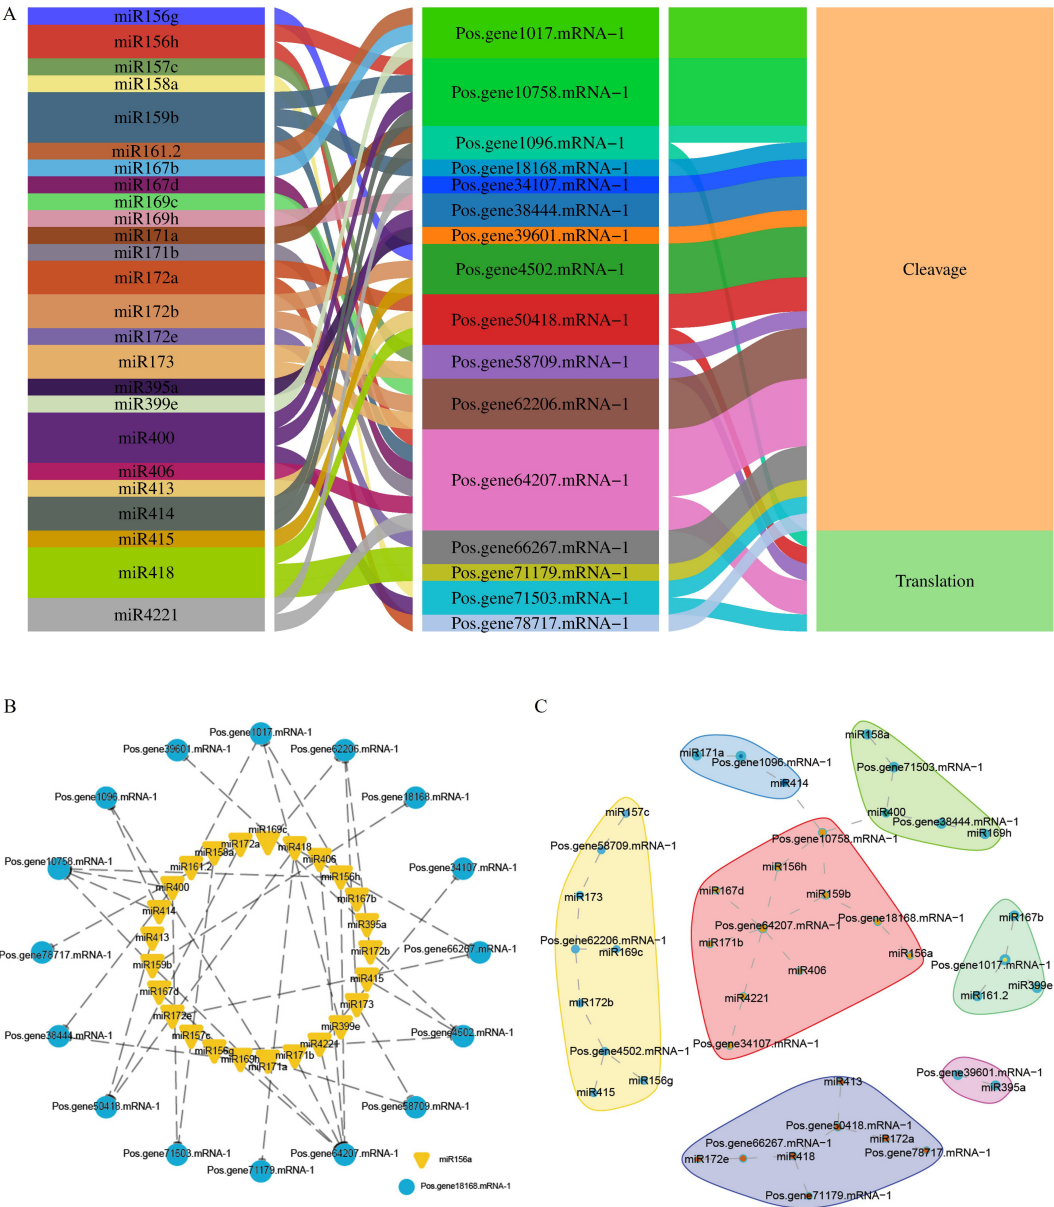 A
miR156g
miR156h
miR157c
miR158a
miR159b
miR161.2
miR167b
miR167d
miR169c
miR169h
miR171a
miR171b
miR172a
miR172b
miR172e
miR173
miR395a
miR399e
miR400
miR406
miR413
miR414
miR415
miR418
miR4221
Pos.gene1017.mRNA−1
Pos.gene10758.mRNA−1
Pos.gene1096.mRNA−1
Pos.gene18168.mRNA−1
Pos.gene34107.mRNA−1
Pos.gene38444.mRNA−1
Pos.gene39601.mRNA−1
Pos.gene4502.mRNA−1
Pos.gene50418.mRNA−1
Pos.gene58709.mRNA−1
Pos.gene62206.mRNA−1
Pos.gene64207.mRNA−1
Pos.gene66267.mRNA−1
Pos.gene71179.mRNA−1
Pos.gene71503.mRNA−1
Pos.gene78717.mRNA−1
Cleavage
Translation
B
Pos.gene1017.mRNA-1
Pos.gene39601.mRNA-1
Pos.gene62206.mRNA-1
Pos.gene1096.mRNA-1
Pos.gene18168.mRNA-1
Pos.gene10758.mRNA-1
Pos.gene34107.mRNA-1
Pos.gene78717.mRNA-1
Pos.gene66267.mRNA-1
Pos.gene38444.mRNA-1
Pos.gene4502.mRNA-1
Pos.gene50418.mRNA-1
Pos.gene58709.mRNA-1
Pos.gene71503.mRNA-1
Pos.gene71179.mRNA-1
Pos.gene64207.mRNA-1
miR169c
miR418
miR406
miR156h
miR167b
miR395a
miR172b
miR415
miR173
miR399e
miR4221
miR171b
miR171a
miR169h
miR156g
miR157c
miR172e
miR167d
miR159b
miR413
miR414
miR400
miR161.2
miR158a
miR172a
miR156a
Pos.gene18168.mRNA-1
C
miR171a
Pos.gene1096.mRNA−1
miR414
miR158a
Pos.gene71503.mRNA−1
miR400
Pos.gene38444.mRNA−1
miR169h
miR157c
Pos.gene58709.mRNA−1
miR173
Pos.gene62206.mRNA−1
miR169c
miR172b
Pos.gene4502.mRNA−1
miR156g
miR415
Pos.gene10758.mRNA−1
miR156h
miR167d
miR159b
Pos.gene18168.mRNA−1
Pos.gene64207.mRNA−1
miR171b
miR156a
miR406
miR4221
Pos.gene34107.mRNA−1
miR167b
Pos.gene1017.mRNA−1
miR399e
miR161.2
Pos.gene39601.mRNA−1
miR395a
miR413
Pos.gene50418.mRNA−1
miR172a
Pos.gene66267.mRNA−1
Pos.gene78717.mRNA−1
miR172e
miR418
Pos.gene71179.mRNA−1